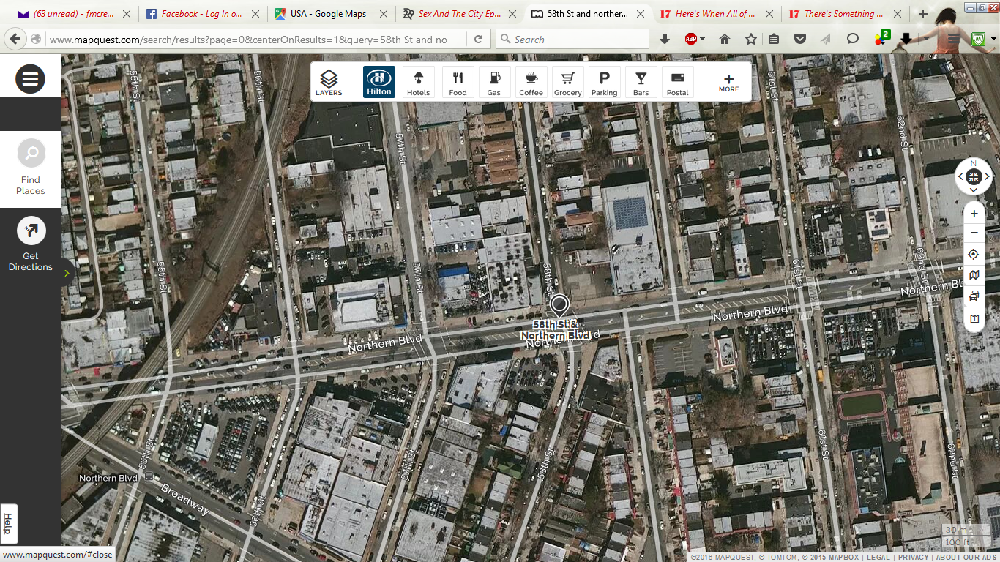 (63 unread) - fmcre...
Facebook - Log In o...
USA - Google Maps
Sex And The City Ep...
58th St and norther...
Here's When All of ...
There's Something ...
www.mapquest.com/search/results?page=0&centerOnResults=1&query=58th St and no
Search
ABP
2
LAYERS
Hilton
Hotels
Food
Gas
Coffee
Grocery
Parking
Bars
Postal
MORE
Find
Places
Get
Directions
56th St
56th St
61st St
57th St
62nd St
N
55th St
57th St
58th St
61st St
62nd St
Northern Blvd
Northern Blvd
58th St &
Northern Blvd
Northern Blvd
55th St
57th St
58th St
61st St
62nd St
Northern Blvd
Broadway
56th St
Help
30 m
100 ft
www.mapquest.com/#close
©2016 MAPQUEST, © TOMTOM, © 2015 MAPBOX | LEGAL | PRIVACY | ABOUT OUR ADS